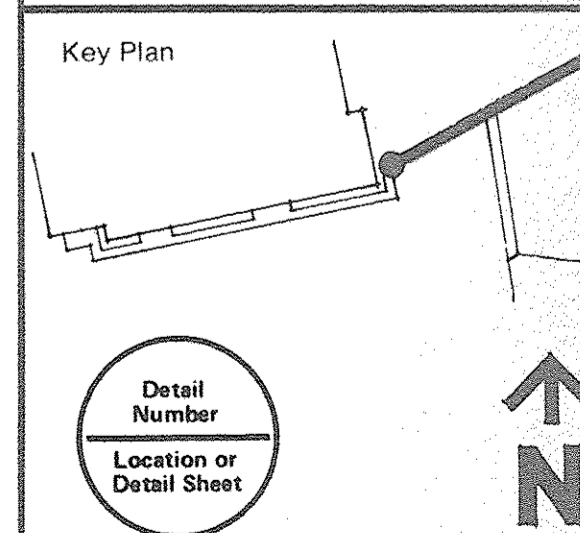 Key Plan
Detail
Number
Location or
Detail Sheet
N